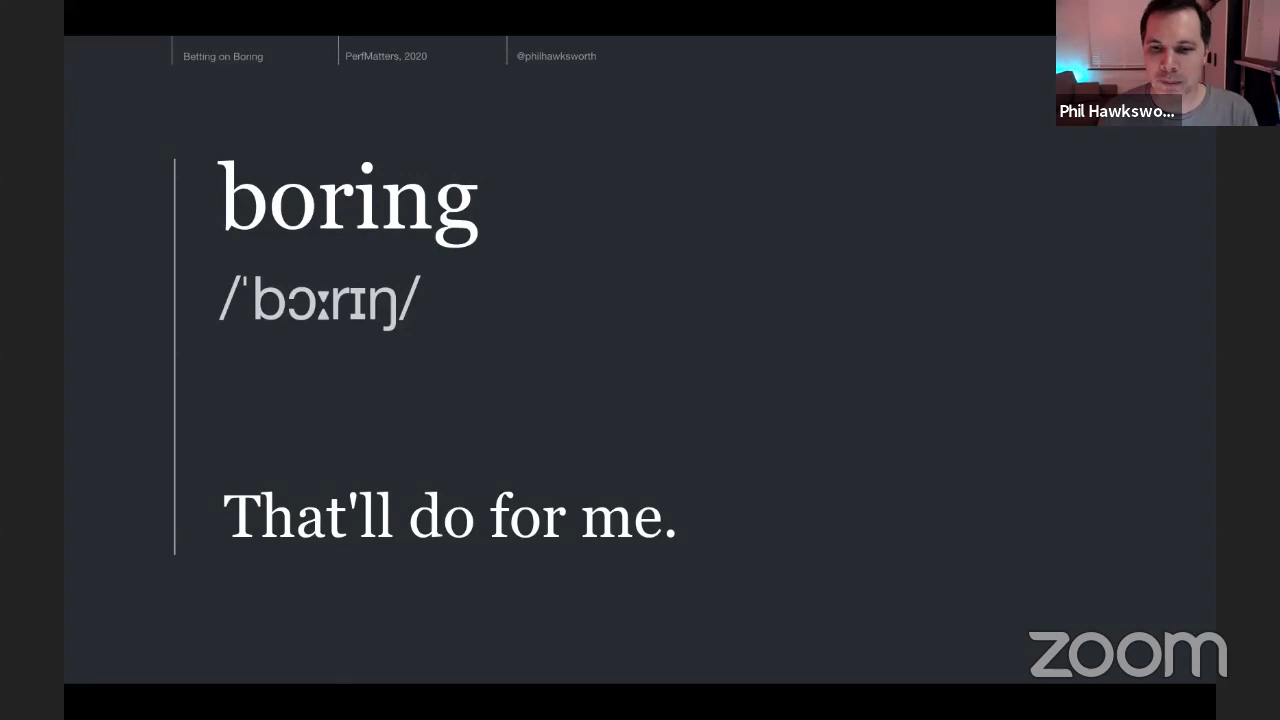 Betting on Boring
PerfMatters, 2020
@philhawksworth
Phil Hawkswo...
boring
/ˈbɔːrɪŋ/
That'll do for me.
zoom